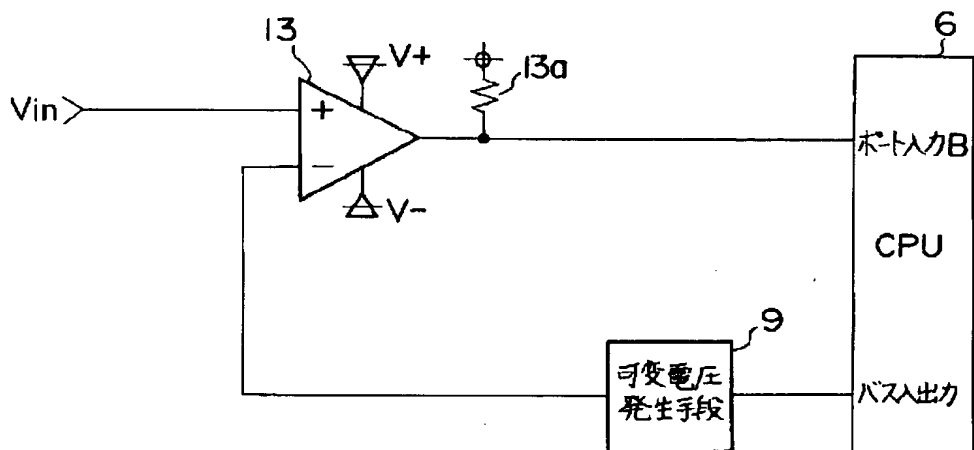 13
V+
13a
6
Vin
+
−
V-
ポート入力B
CPU
9
可変電圧
発生手段
バス入出力